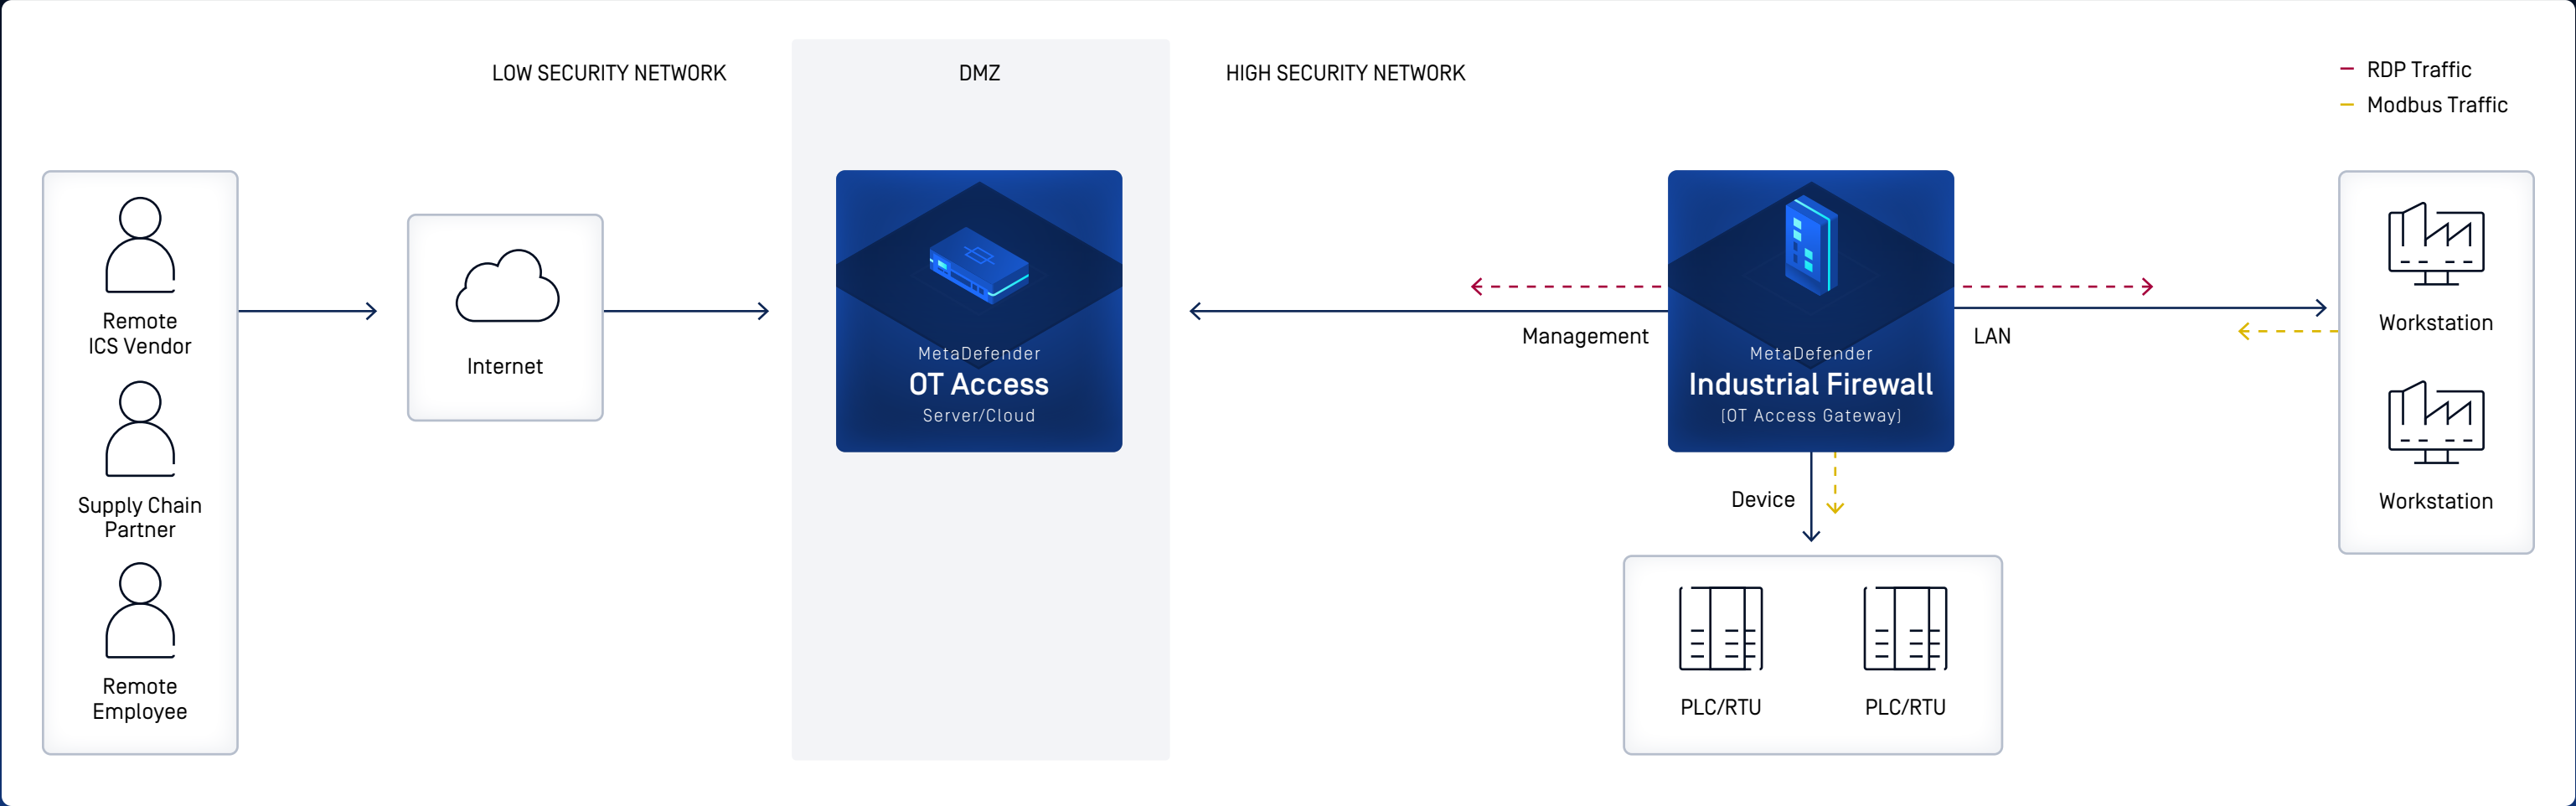 LOW SECURITY NETWORK
DMZ
HIGH SECURITY NETWORK
RDP Traffic
Modbus Traffic
Remote
ICS Vendor
Supply Chain
Partner
Remote
Employee
Internet
MetaDefender
OT Access
Server/Cloud
Management
MetaDefender
Industrial Firewall
[OT Access Gateway]
LAN
Device
PLC/RTU
PLC/RTU
Workstation
Workstation